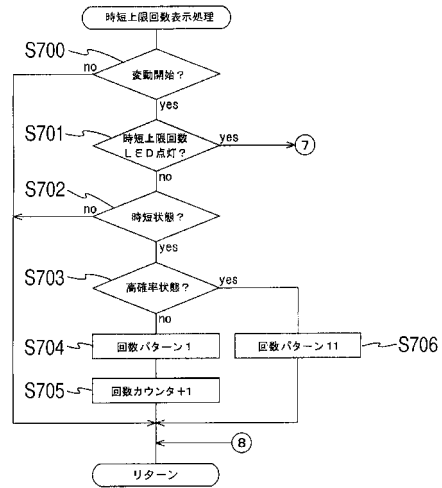 時短上限回数表示処理
S700
no
変動開始？
yes
S701
時短上限回数
LED点灯？
yes
⑦
no
S702
no
時短状態？
yes
S703
高確率状態？
yes
no
S704
回数パターン1
回数パターン11
S706
S705
回数カウンタ+1
⑧
リターン